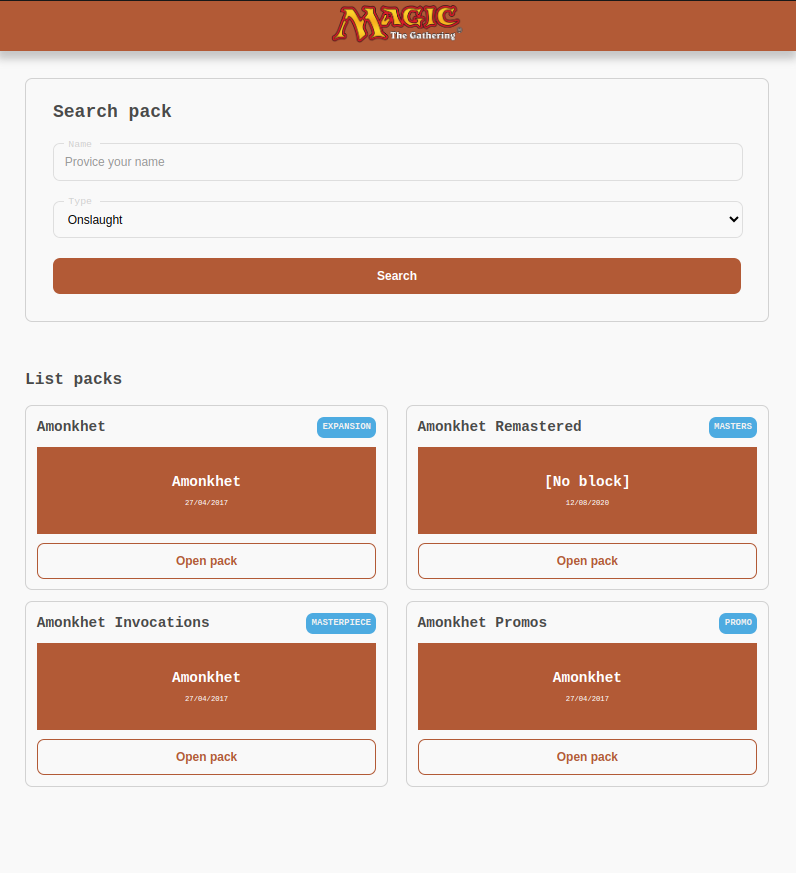 MAGIC
The Gathering
Search pack
Name
Provice your name
Type
Onslaught
Search
List packs
Amonkhet EXPANSION
Amonkhet
27/04/2017
Open pack
Amonkhet Remastered MASTERS
[No block]
12/08/2020
Open pack
Amonkhet Invocations MASTERPIECE
Amonkhet
27/04/2017
Open pack
Amonkhet Promos PROMO
Amonkhet
27/04/2017
Open pack